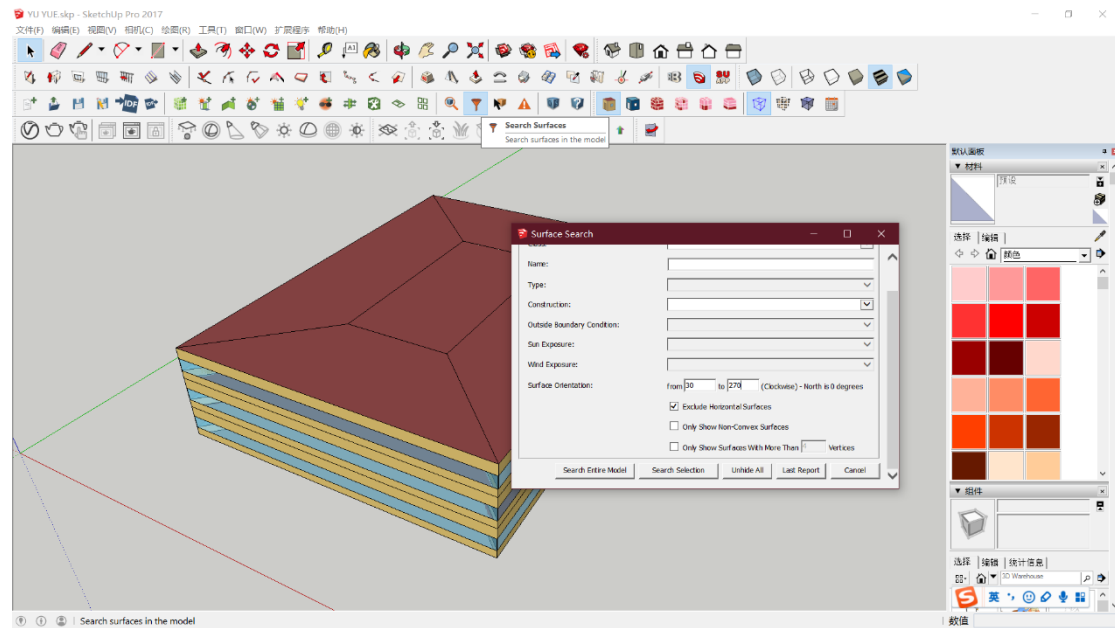 YU YUE.skp - SketchUp Pro 2017
文件(F) 编辑(E) 视图(V) 相机(C) 绘图(R) 工具(T) 窗口(W) 扩展程序 帮助(H)
A1
IDF
SU
Search Surfaces
Search surfaces in the model
默认面板
▼ 材料
预设
选择 编辑
颜色
Surface Search
Class:
Name:
Type:
Construction:
Outside Boundary Condition:
Sun Exposure:
Wind Exposure:
Surface Orientation: from 30 to 270 (Clockwise) - North is 0 degrees
Exclude Horizontal Surfaces
Only Show Non-Convex Surfaces
Only Show Surfaces With More Than Vertices
Search Entire Model Search Selection Unhide All Last Report Cancel
▼ 组件
选择 编辑 统计信息
3D Warehouse
英
Search surfaces in the model
数值